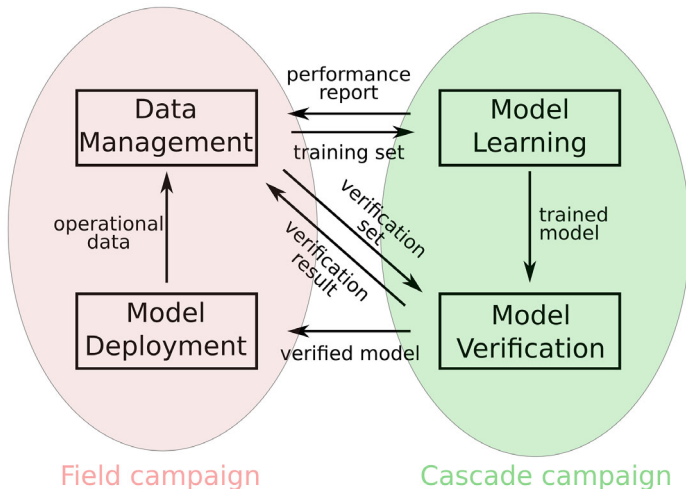 performance
report
Data
Management
Model
Learning
training set
operational
data
verification
set
verification
result
trained
model
Model
Deployment
Model
Verification
verified model
Field campaign
Cascade campaign